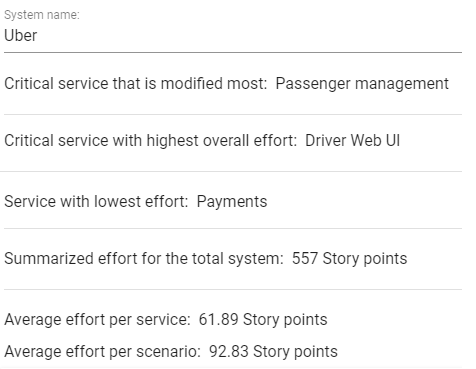 System name:
Uber
Critical service that is modified most: Passenger management
Critical service with highest overall effort: Driver Web UI
Service with lowest effort: Payments
Summarized effort for the total system: 557 Story points
Average effort per service: 61.89 Story points
Average effort per scenario: 92.83 Story points